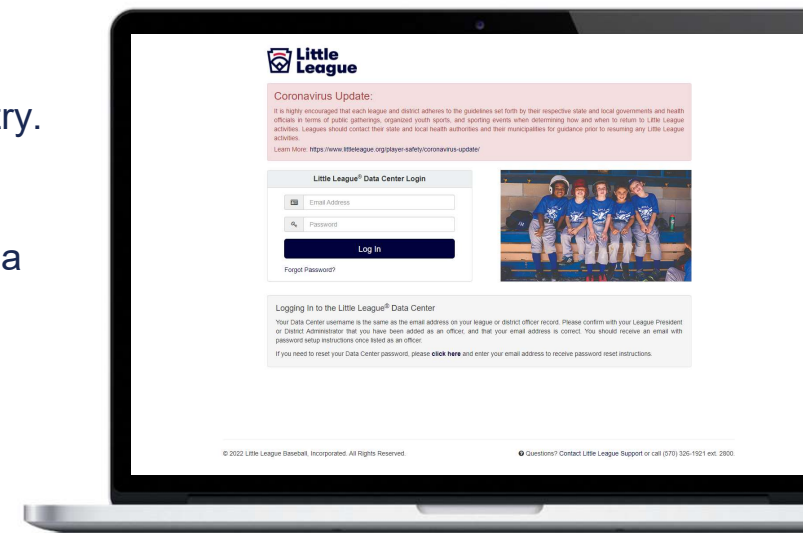 try.
a
Little
League
Coronavirus Update:
It is highly encouraged that each league and district adheres to the guidelines set forth by their respective state and local governments and health
officials in terms of public gatherings, organized youth sports, and sporting events when determining how and when to return to Little League
activities. Leagues should contact their state and local health authorities and their municipalities for guidance prior to resuming any Little League
activities.
Learn More: https://www.littleleague.org/player-safety/coronavirus-update/
Little League® Data Center Login
Email Address
Password
Log In
Forgot Password?
Logging In to the Little League® Data Center
Your Data Center username is the same as the email address on your league or district officer record. Please confirm with your League President
or District Administrator that you have been added as an officer, and that your email address is correct. You should receive an email with
password setup instructions once listed as an officer.
If you need to reset your Data Center password, please click here and enter your email address to receive password reset instructions.
© 2022 Little League Baseball, Incorporated. All Rights Reserved.
Questions? Contact Little League Support or call (570) 326-1921 ext. 2800.